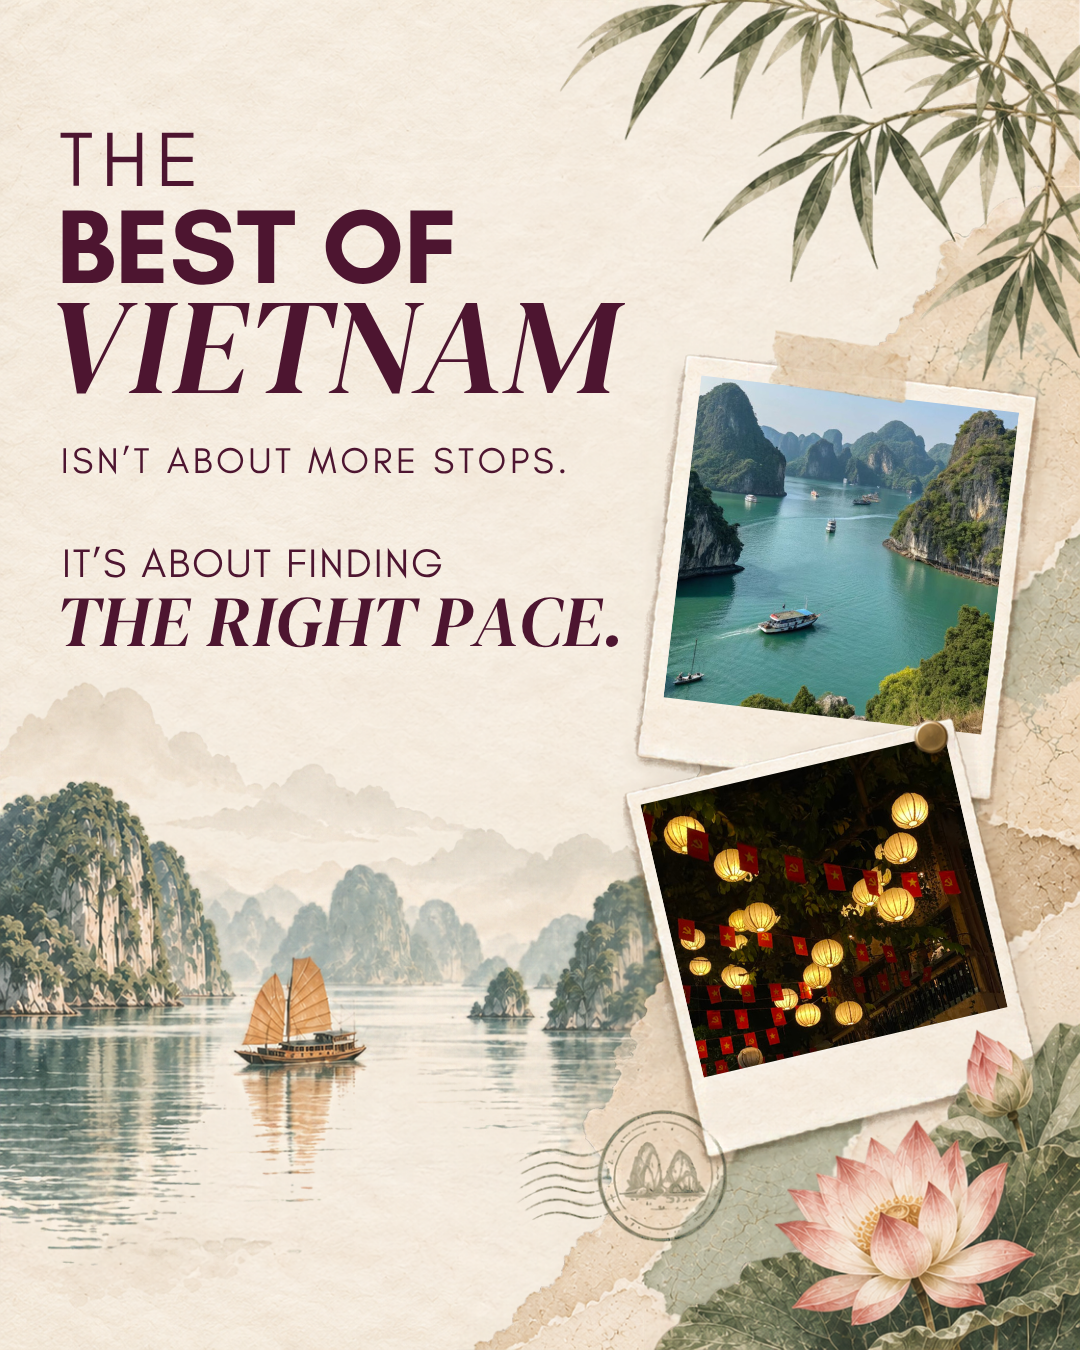 THE
BEST OF
VIETNAM
ISN'T ABOUT MORE STOPS.
IT'S ABOUT FINDING
THE RIGHT PACE.